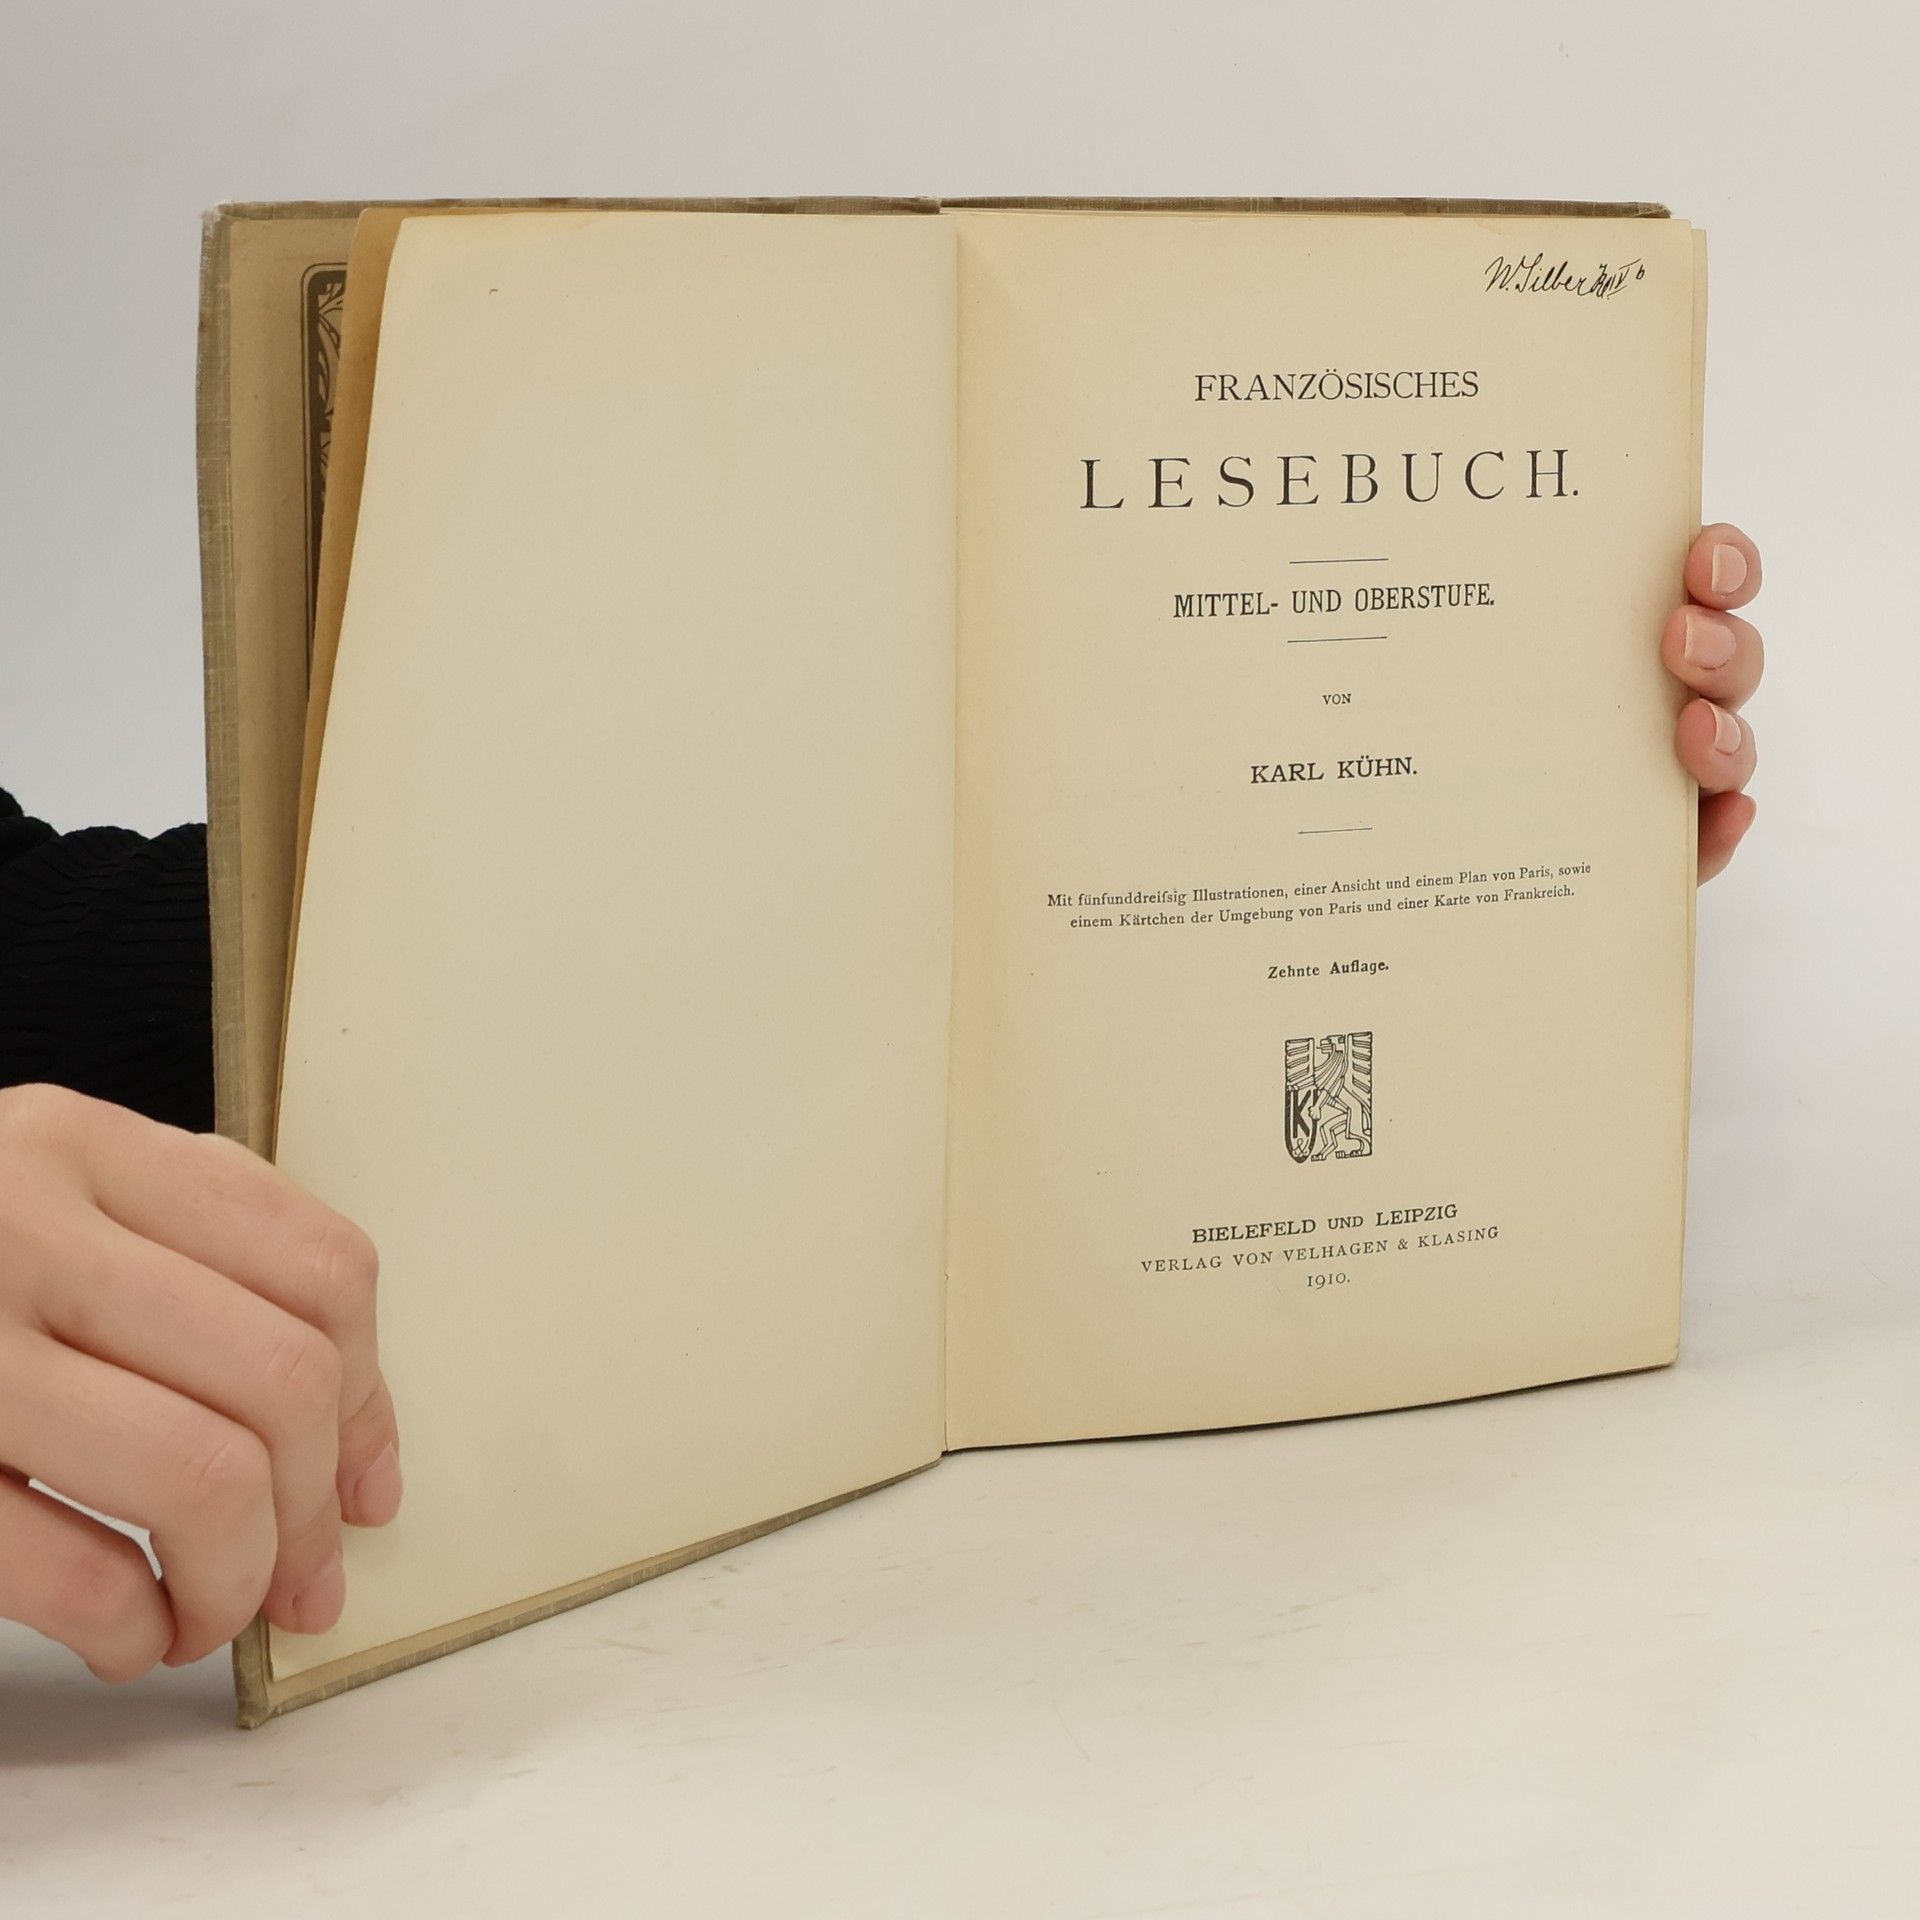 W. Silber
FRANZÖSISCHES
LESEBUCH.
MITTEL- UND OBERSTUFE.
VON
KARL KÜHN.
Mit fünfunddreiſsig Illustrationen, einer Ansicht und einem Plan von Paris, sowie
einem Kärtchen der Umgebung von Paris und einer Karte von Frankreich.
Zehnte Auflage.
K
&
BIELEFELD UND LEIPZIG
VERLAG VON VELHAGEN & KLASING
1910.